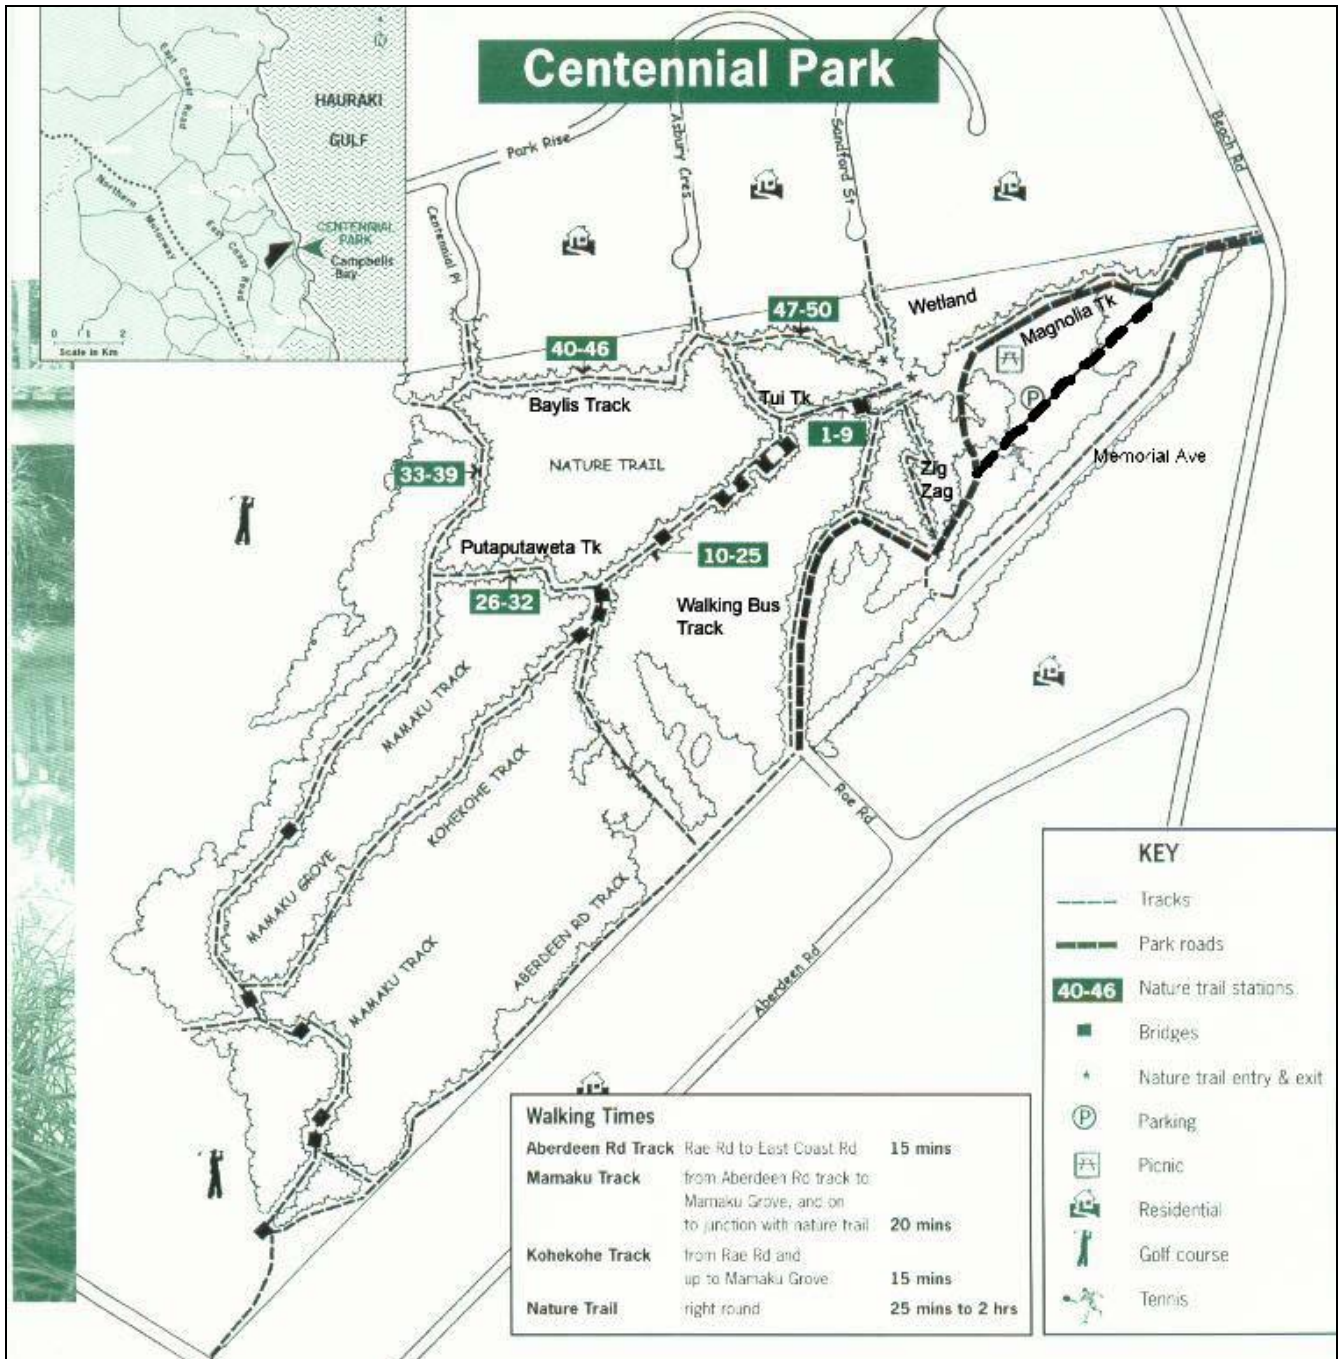 Centennial Park
N
HAURAKI
GULF
East Coast Road
Northern Motorway
East Coast Road
CENTENNIAL
PARK
Campbells
Bay
0 1 2
Scale in Km
Park Rise
Asbury Cres
Sandford St
Beach Rd
Centennial Pl
Wetland
47-50
Magnolia Tk
40-46
Baylis Track
Tui Tk
P
1-9
Memorial Ave
33-39
NATURE TRAIL
Zig
Zag
Putaputaweta Tk
10-25
26-32
Walking Bus
Track
MAMAKU TRACK
KOHEKOHE TRACK
Rae Rd
MAMAKU GROVE
ABERDEEN RD TRACK
MAMAKU TRACK
Aberdeen Rd
KEY
Tracks
Park roads
40-46 Nature trail stations
Bridges
Nature trail entry & exit
P Parking
Picnic
Residential
Golf course
Tennis
Walking Times
Aberdeen Rd Track Rae Rd to East Coast Rd 15 mins
Mamaku Track from Aberdeen Rd track to
Mamaku Grove, and on
to junction with nature trail 20 mins
Kohekohe Track from Rae Rd and
up to Mamaku Grove 15 mins
Nature Trail right round 25 mins to 2 hrs